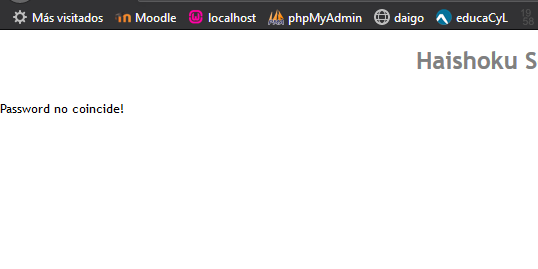 Más visitados Moodle localhost phpMyAdmin daigo educaCyL
Haishoku S
Password no coincide!